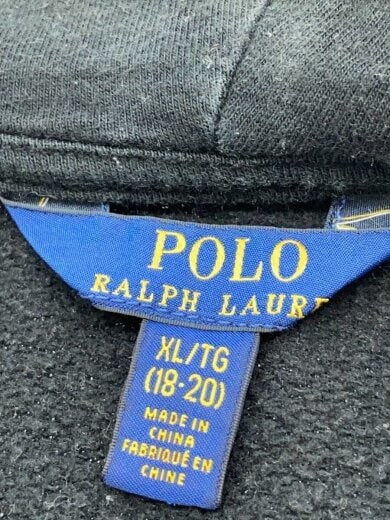 POLO
RALPH LAURE
XL/TG
(18-20)
MADE IN
CHINA
FABRIQUÉ EN
CHINE